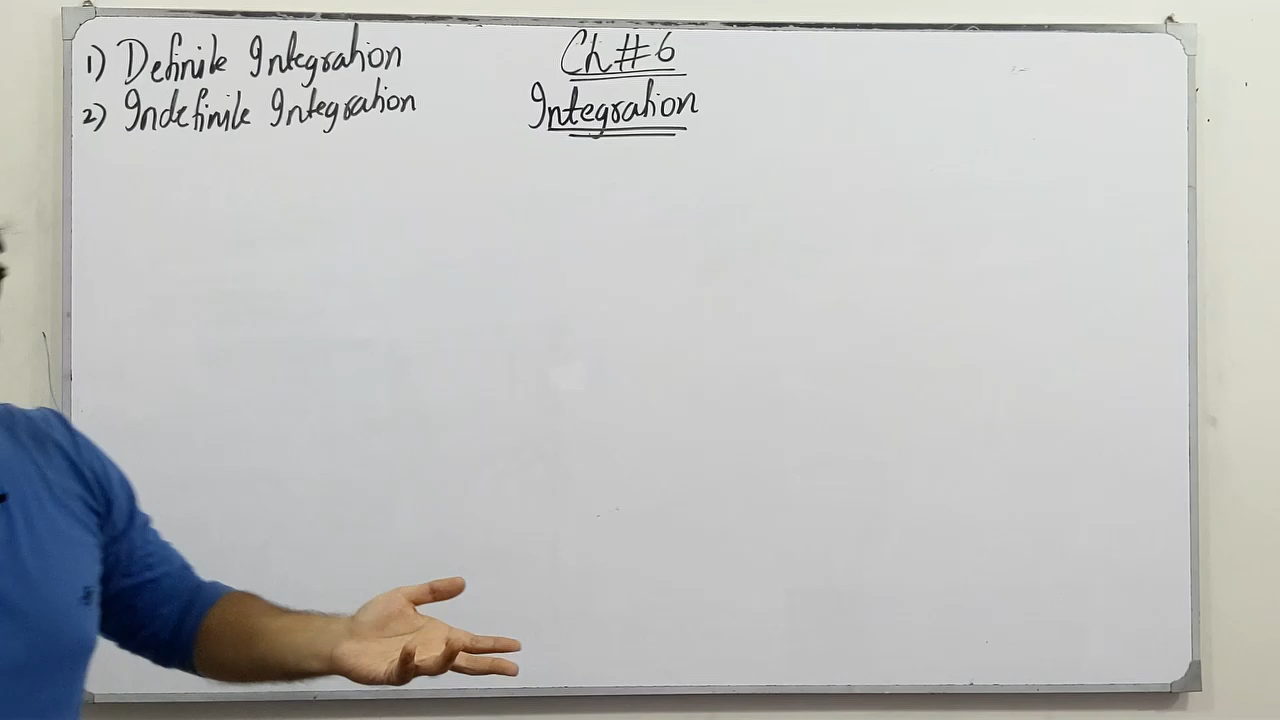 Ch#6
Integration
1) Definite Integration
2) Indefinite Integration